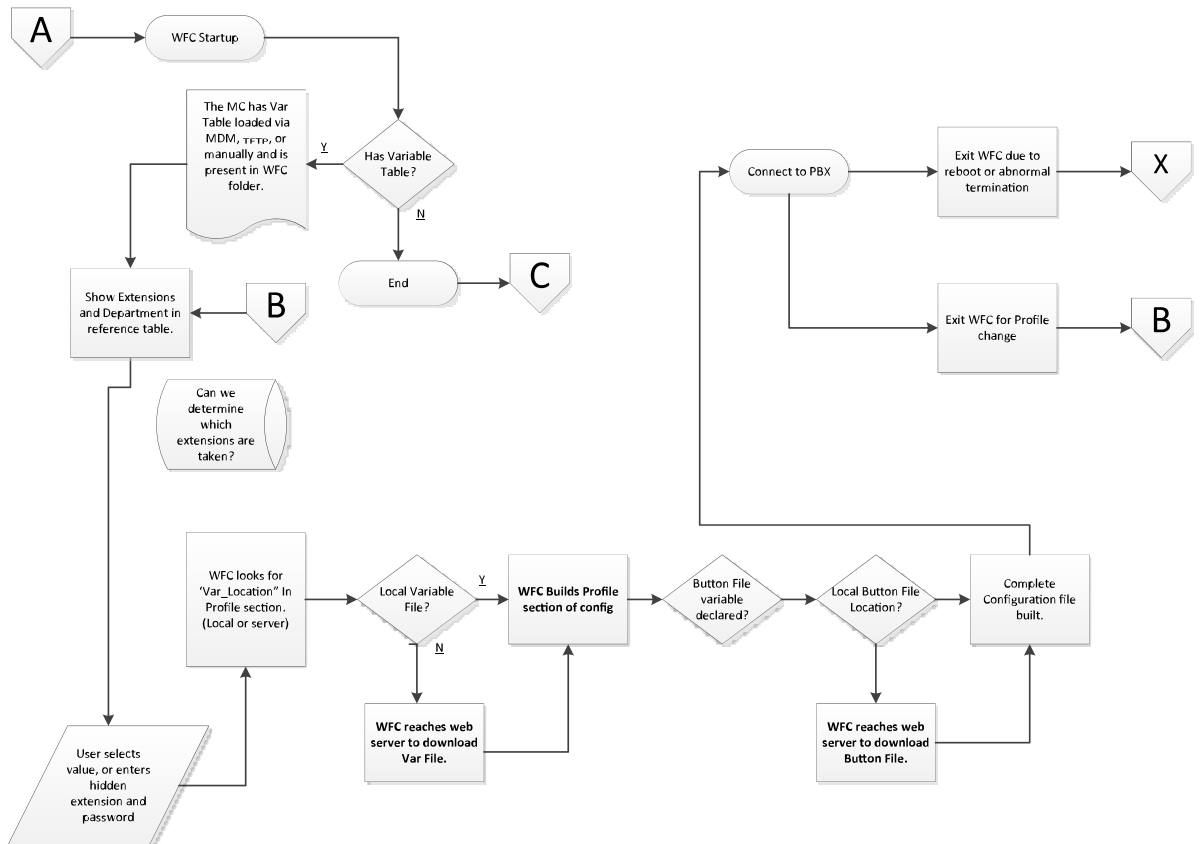 A
WFC Startup
The MC has Var
Table loaded via
MDM, TFTP, or
manually and is
present in WFC
folder.
Y
Has Variable
Table?
N
End
C
Show Extensions
and Department in
reference table.
B
Can we
determine
which
extensions are
taken?
Connect to PBX
Exit WFC due to
reboot or abnormal
termination
X
Exit WFC for Profile
change
B
WFC looks for
‘Var_Location” In
Profile section.
(Local or server)
Local Variable
File?
Y
N
WFC Builds Profile
section of config
Button File
variable
declared?
Local Button File
Location?
Complete
Configuration file
built.
WFC reaches web
server to download
Var File.
WFC reaches web
server to download
Button File.
User selects
value, or enters
hidden
extension and
password